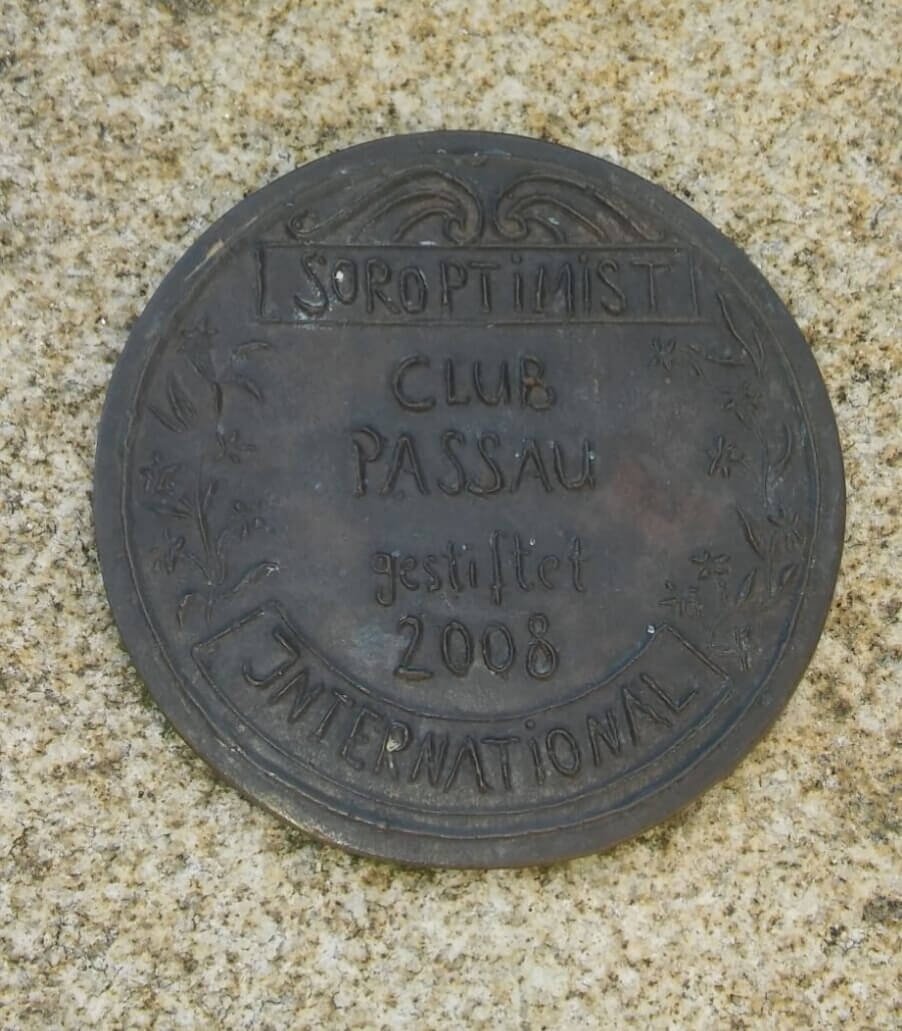 SOROPTiMiST
CLUB
PASSAU
gestiftet
2008
JNTERNATiONAL